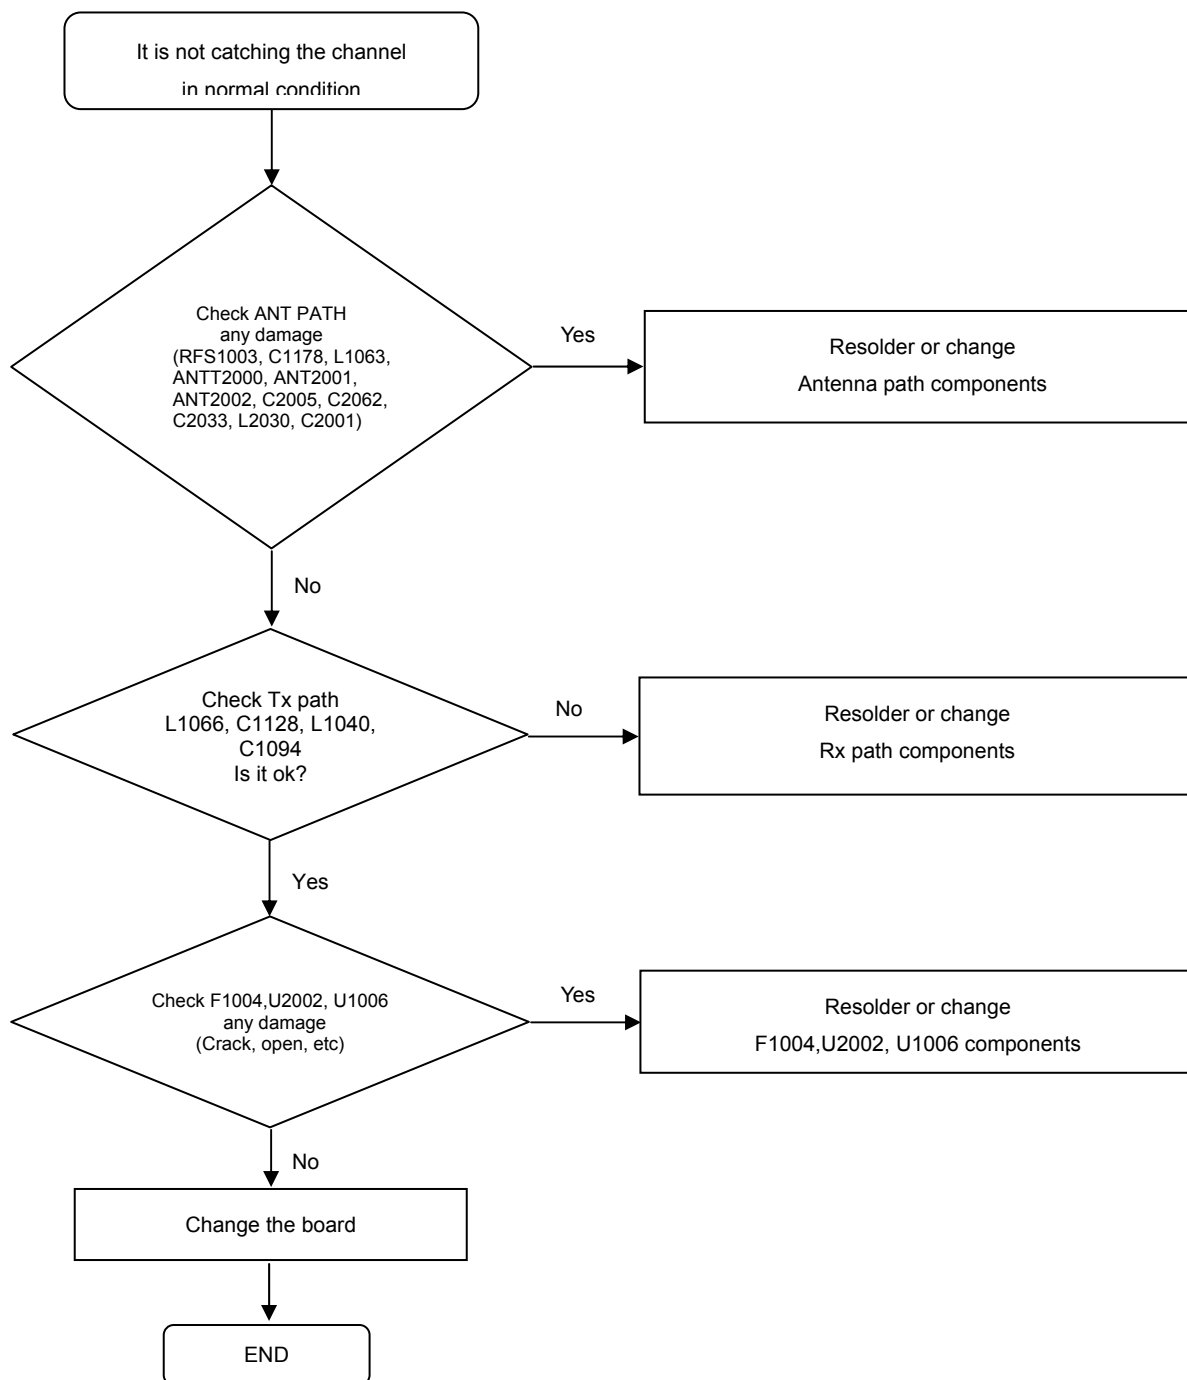 It is not catching the channel
in normal condition
Check ANT PATH
any damage
(RFS1003, C1178, L1063,
ANTT2000, ANT2001,
ANT2002, C2005, C2062,
C2033, L2030, C2001)
Yes
Resolder or change
Antenna path components
No
Check Tx path
L1066, C1128, L1040,
C1094
Is it ok?
No
Resolder or change
Rx path components
Yes
Check F1004,U2002, U1006
any damage
(Crack, open, etc)
Yes
Resolder or change
F1004,U2002, U1006 components
No
Change the board
END